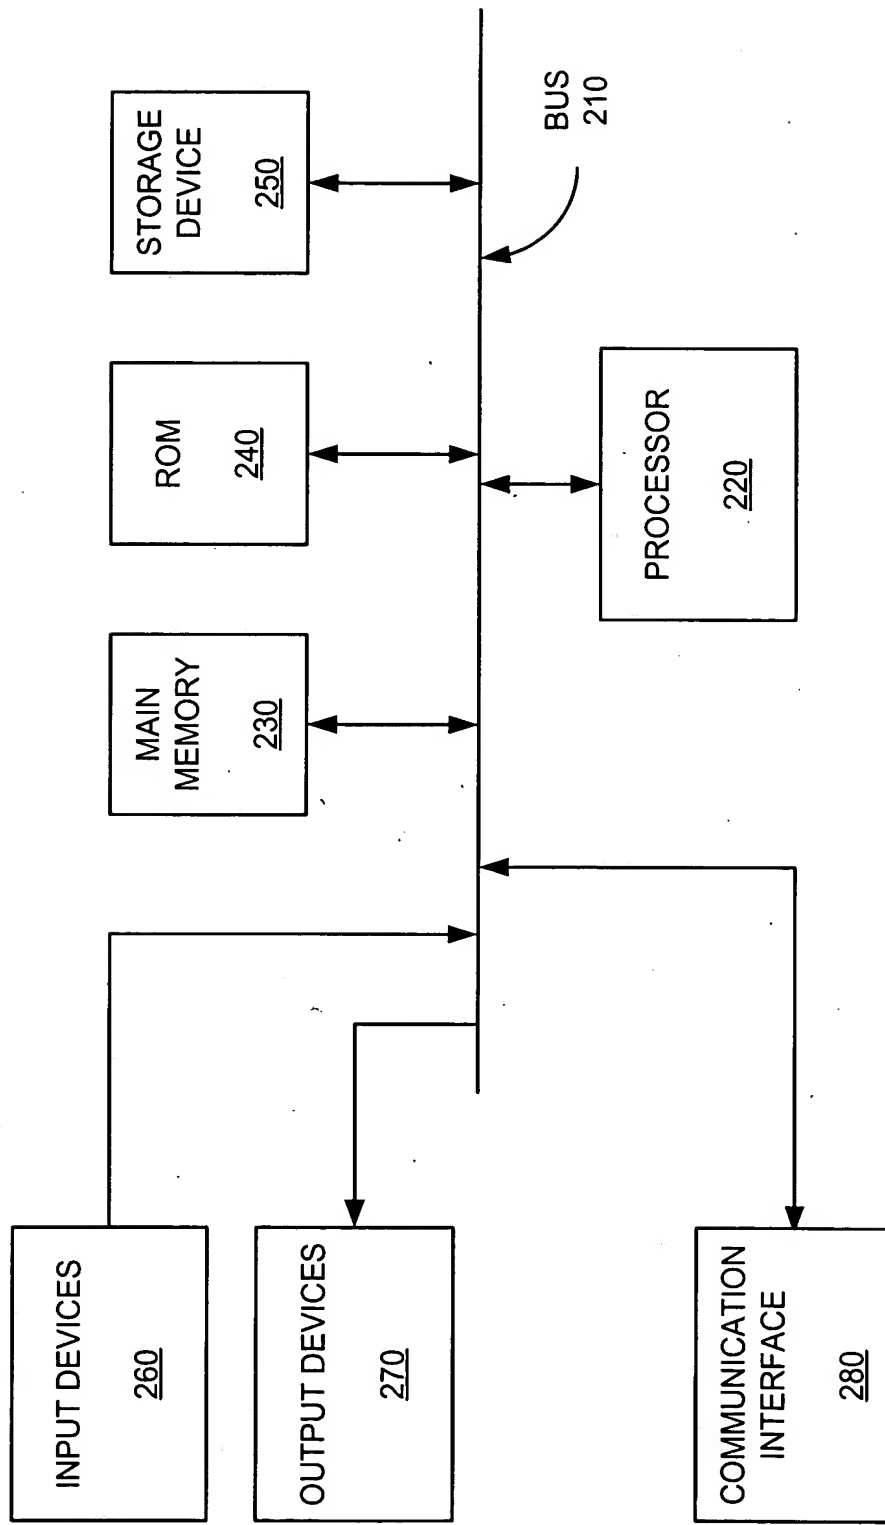 INPUT DEVICES
260
OUTPUT DEVICES
270
COMMUNICATION
INTERFACE
280
MAIN
MEMORY
230
ROM
240
STORAGE
DEVICE
250
PROCESSOR
220
BUS
210